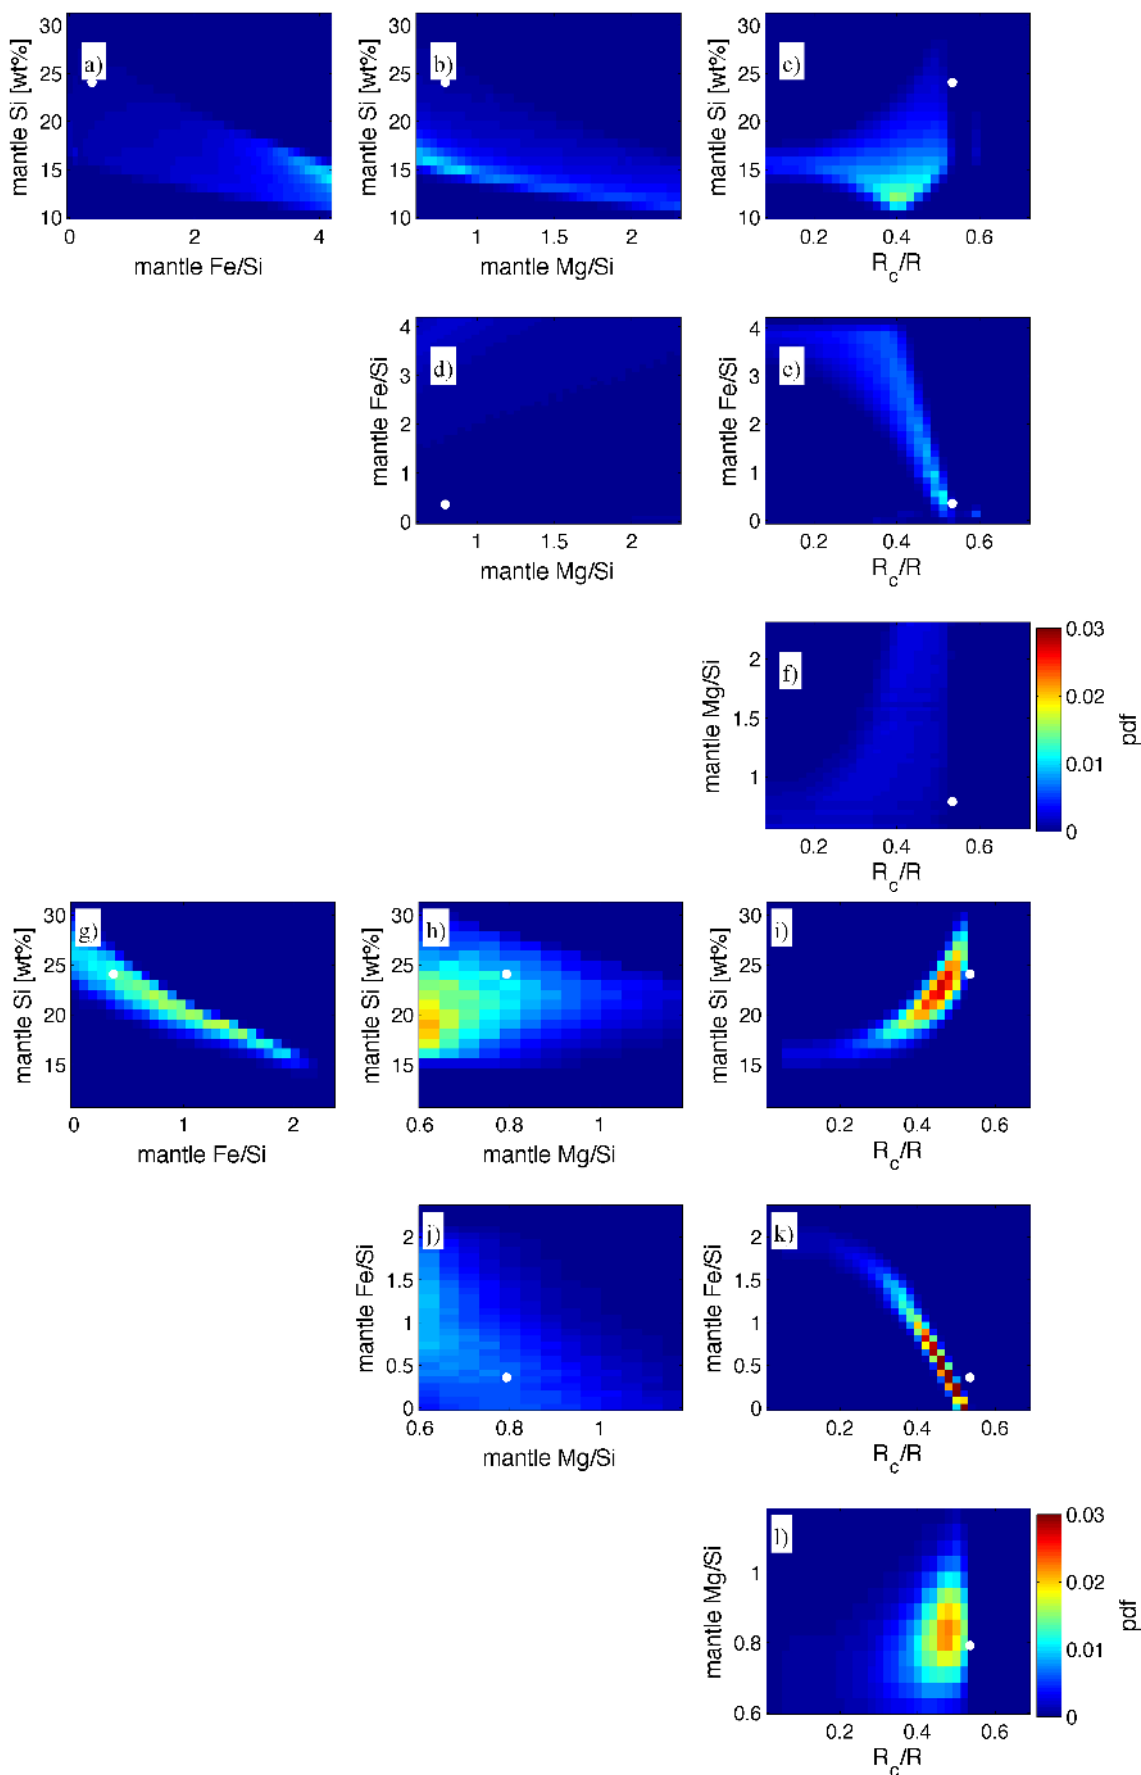 mantle Si [wt%]
30
25
20
15
10
a)
0
2
4
mantle Fe/Si
mantle Si [wt%]
30
25
20
15
10
b)
1
1.5
2
mantle Mg/Si
mantle Si [wt%]
30
25
20
15
10
c)
0.2
0.4
0.6
R_c/R
mantle Fe/Si
4
3
2
1
0
d)
1
1.5
2
mantle Mg/Si
mantle Fe/Si
4
3
2
1
0
e)
0.2
0.4
0.6
R_c/R
mantle Mg/Si
2
1.5
1
f)
0.2
0.4
0.6
R_c/R
0.03
0.02
0.01
0
pdf
mantle Si [wt%]
30
25
20
15
g)
0
1
2
mantle Fe/Si
mantle Si [wt%]
30
25
20
15
h)
0.6
0.8
1
mantle Mg/Si
mantle Si [wt%]
30
25
20
15
i)
0.2
0.4
0.6
R_c/R
mantle Fe/Si
2
1.5
1
0.5
0
j)
0.6
0.8
1
mantle Mg/Si
mantle Fe/Si
2
1.5
1
0.5
0
k)
0.2
0.4
0.6
R_c/R
mantle Mg/Si
1
0.8
0.6
l)
0.2
0.4
0.6
R_c/R
0.03
0.02
0.01
0
pdf